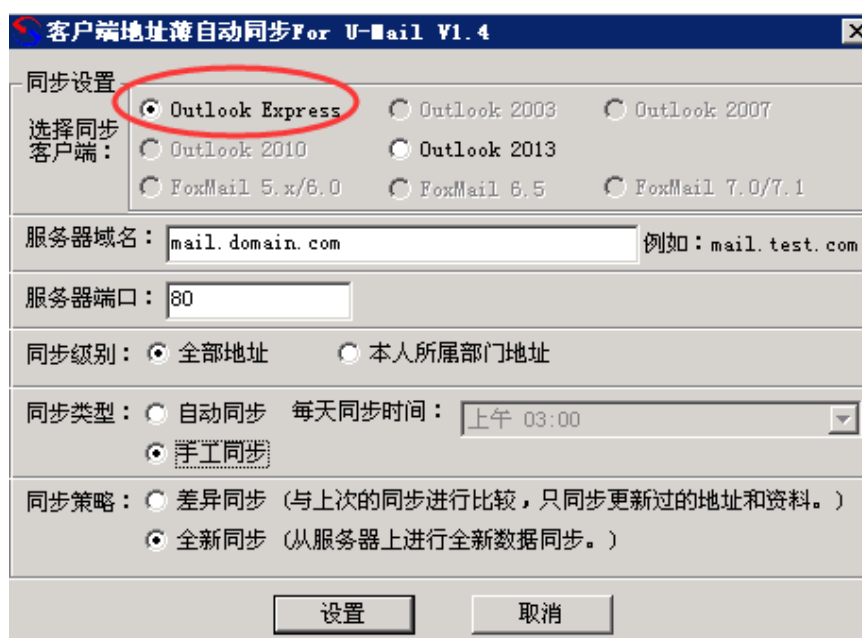 客户端地址薄自动同步For U-Mail V1.4
同步设置
选择同步客户端：
Outlook Express Outlook 2003 Outlook 2007
Outlook 2010 Outlook 2013
FoxMail 5.x/6.0 FoxMail 6.5 FoxMail 7.0/7.1
服务器域名： mail.domain.com 例如：mail.test.com
服务器端口： 80
同步级别： 全部地址 本人所属部门地址
同步类型： 自动同步 每天同步时间： 上午 03:00
手工同步
同步策略： 差异同步 (与上次的同步进行比较，只同步更新过的地址和资料。)
全新同步 (从服务器上进行全新数据同步。)
设置 取消